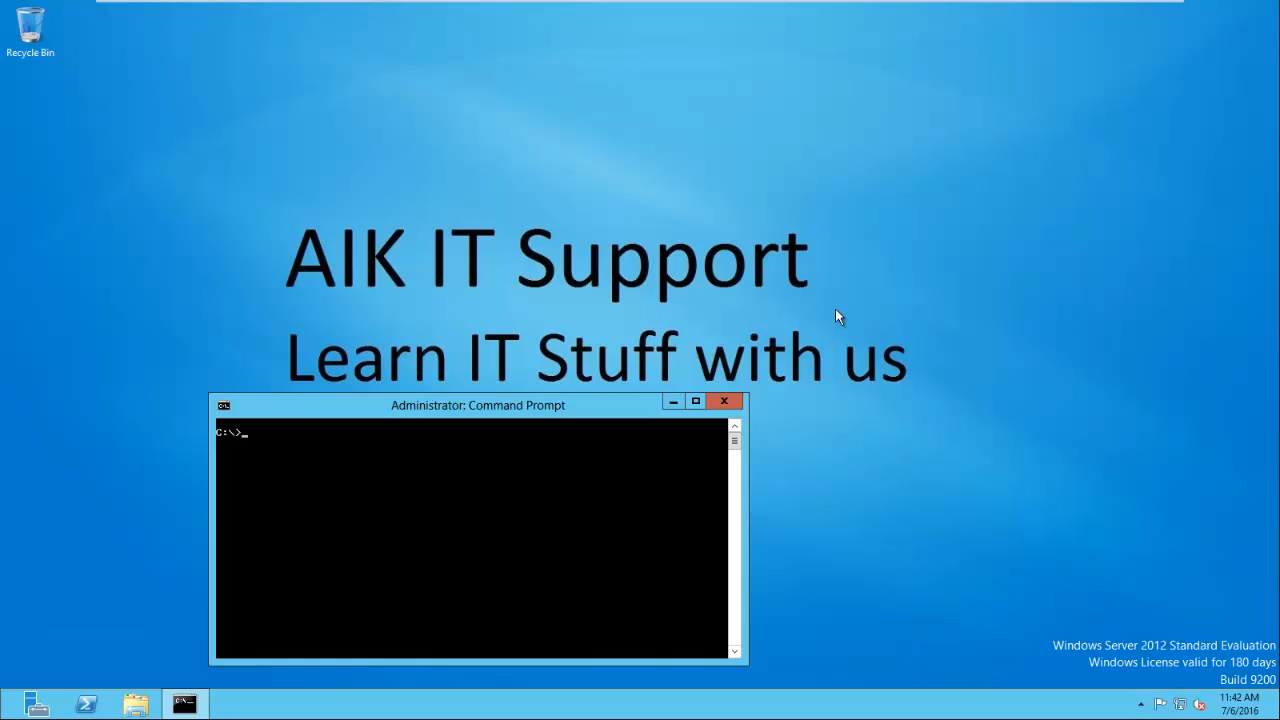 Recycle Bin
AIK IT Support
Learn IT Stuff with us
Administrator: Command Prompt
C:\>_
Windows Server 2012 Standard Evaluation
Windows License valid for 180 days
Build 9200
11:42 AM
7/6/2016